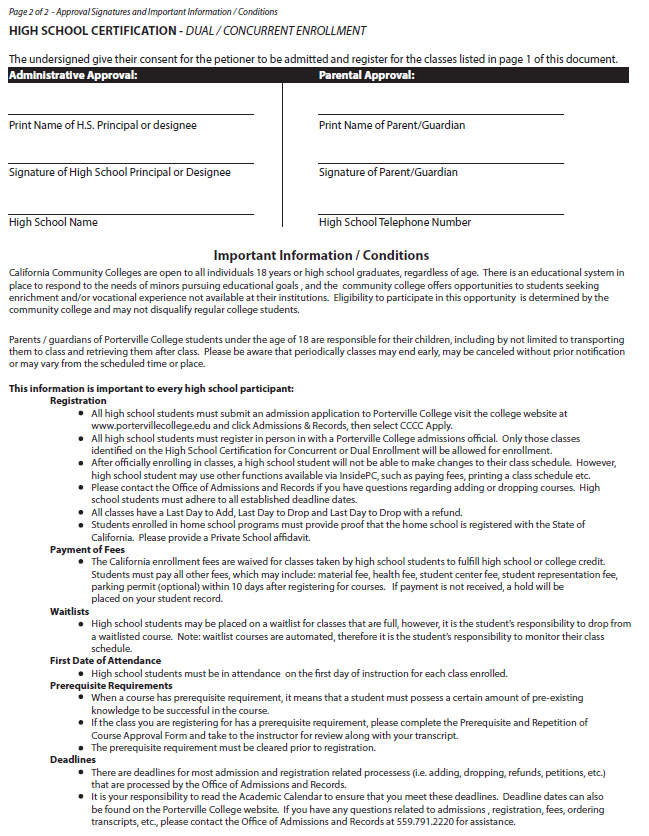 Page 2 of 2 - Approval Signatures and Important Information / Conditions
HIGH SCHOOL CERTIFICATION - DUAL / CONCURRENT ENROLLMENT
The undersigned give their consent for the petioner to be admitted and register for the classes listed in page 1 of this document.
Administrative Approval: Parental Approval:
Print Name of H.S. Principal or designee Print Name of Parent/Guardian
Signature of High School Principal or Designee Signature of Parent/Guardian
High School Name High School Telephone Number
Important Information / Conditions
California Community Colleges are open to all individuals 18 years or high school graduates, regardless of age. There is an educational system in
place to respond to the needs of minors pursuing educational goals , and the community college offers opportunities to students seeking
enrichment and/or vocational experience not available at their institutions. Eligibility to participate in this opportunity is determined by the
community college and may not disqualify regular college students.
Parents / guardians of Porterville College students under the age of 18 are responsible for their children, including by not limited to transporting
them to class and retrieving them after class. Please be aware that periodically classes may end early, may be canceled without prior notification
or may vary from the scheduled time or place.
This information is important to every high school participant:
Registration
● All high school students must submit an admission application to Porterville College visit the college website at
www.portervillecollege.edu and click Admissions & Records, then select CCCC Apply.
● All high school students must register in person in with a Porterville College admissions official. Only those classes
identified on the High School Certification for Concurrent or Dual Enrollment will be allowed for enrollment.
● After officially enrolling in classes, a high school student will not be able to make changes to their class schedule. However,
high school student may use other functions available via InsidePC, such as paying fees, printing a class schedule etc.
● Please contact the Office of Admissions and Records if you have questions regarding adding or dropping courses. High
school students must adhere to all established deadline dates.
● All classes have a Last Day to Add, Last Day to Drop and Last Day to Drop with a refund.
● Students enrolled in home school programs must provide proof that the home school is registered with the State of
California. Please provide a Private School affidavit.
Payment of Fees
● The California enrollment fees are waived for classes taken by high school students to fulfill high school or college credit.
Students must pay all other fees, which may include: material fee, health fee, student center fee, student representation fee,
parking permit (optional) within 10 days after registering for courses. If payment is not received, a hold will be
placed on your student record.
Waitlists
● High school students may be placed on a waitlist for classes that are full, however, it is the student's responsibility to drop from
a waitlisted course. Note: waitlist courses are automated, therefore it is the student's responsibility to monitor their class
schedule.
First Date of Attendance
● High school students must be in attendance on the first day of instruction for each class enrolled.
Prerequisite Requirements
● When a course has prerequisite requirement, it means that a student must possess a certain amount of pre-existing
knowledge to be successful in the course.
● If the class you are registering for has a prerequisite requirement, please complete the Prerequisite and Repetition of
Course Approval Form and take to the instructor for review along with your transcript.
● The prerequisite requirement must be cleared prior to registration.
Deadlines
● There are deadlines for most admission and registration related processess (i.e. adding, dropping, refunds, petitions, etc.)
that are processed by the Office of Admissions and Records.
● It is your responsibility to read the Academic Calendar to ensure that you meet these deadlines. Deadline dates can also
be found on the Porterville College website. If you have any questions related to admissions , registration, fees, ordering
transcripts, etc., please contact the Office of Admissions and Records at 559.791.2220 for assistance.